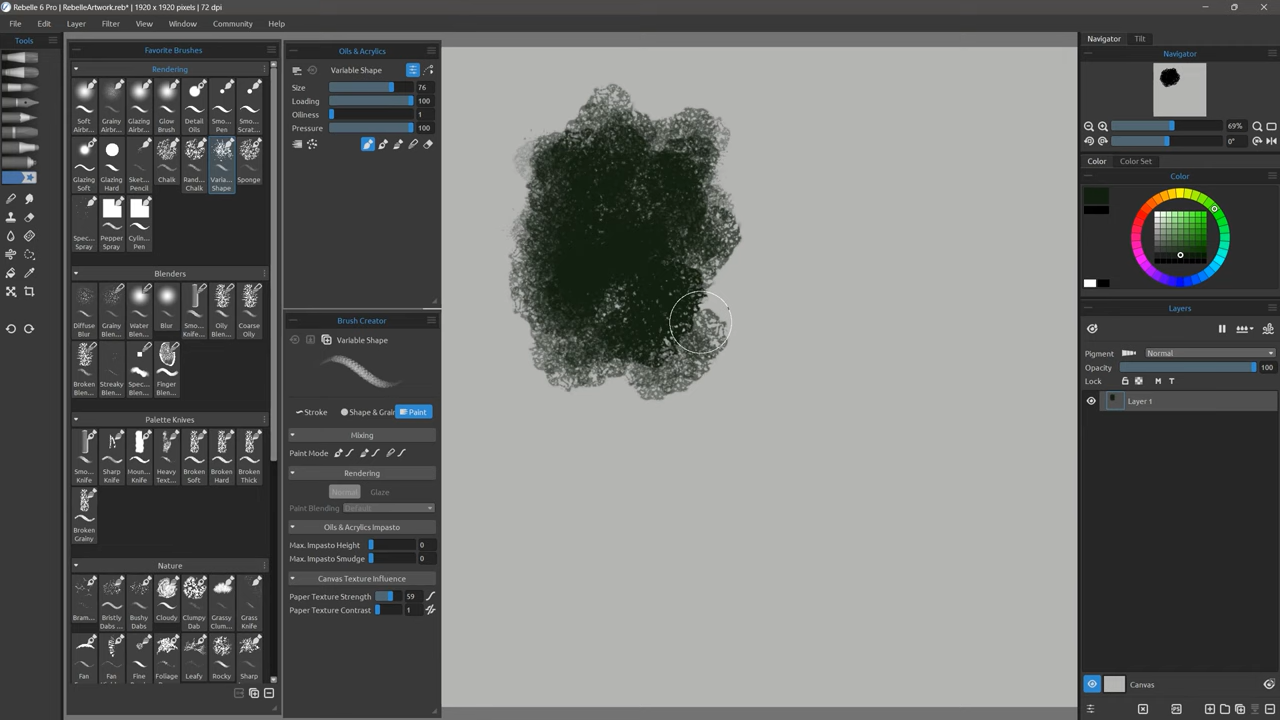 Rebelle 6 Pro | RebelleArtwork.reb* | 1920 x 1920 pixels | 72 dpi
File Edit Layer Filter View Window Community Help
Tools
Favorite Brushes
Rendering
Soft Airbr... Grainy Airbr... Glazing Airbr... Glow Brush Detail Oils Smo... Pen Smo... Scrat...
Glazing Soft Glazing Hard Sket... Pencil Chalk Rand... Chalk Varia... Shape Sponge
Spec... Spray Pepper Spray Cylin... Pen
Blenders
Diffuse Blur Grainy Blen... Water Blen... Blur Smo... Knife... Oily Blen... Coarse Oily
Broken Blen... Streaky Blen... Spec... Blen... Finger Blen...
Palette Knives
Smo... Knife Sharp Knife Moun... Knife Heavy Text... Broken Soft Broken Hard Broken Thick
Broken Grainy
Nature
Bram... Bristly Dabs ... Bushy Dabs Cloudy Clumpy Dab Grassy Clum... Grass Knife
Fan Fan Fine Foliage Leafy Rocky Sharp
Oils & Acrylics
Variable Shape
Size 76
Loading 100
Oiliness 1
Pressure 100
Brush Creator
Variable Shape
Stroke Shape & Grain Paint
Mixing
Paint Mode
Rendering
Normal Glaze
Paint Blending Default
Oils & Acrylics Impasto
Max. Impasto Height 0
Max. Impasto Smudge 0
Canvas Texture Influence
Paper Texture Strength 59
Paper Texture Contrast 1
Navigator Tilt
Navigator
69%
0°
Color Color Set
Color
Layers
Pigment Normal
Opacity 100
Lock M T
Layer 1
Canvas